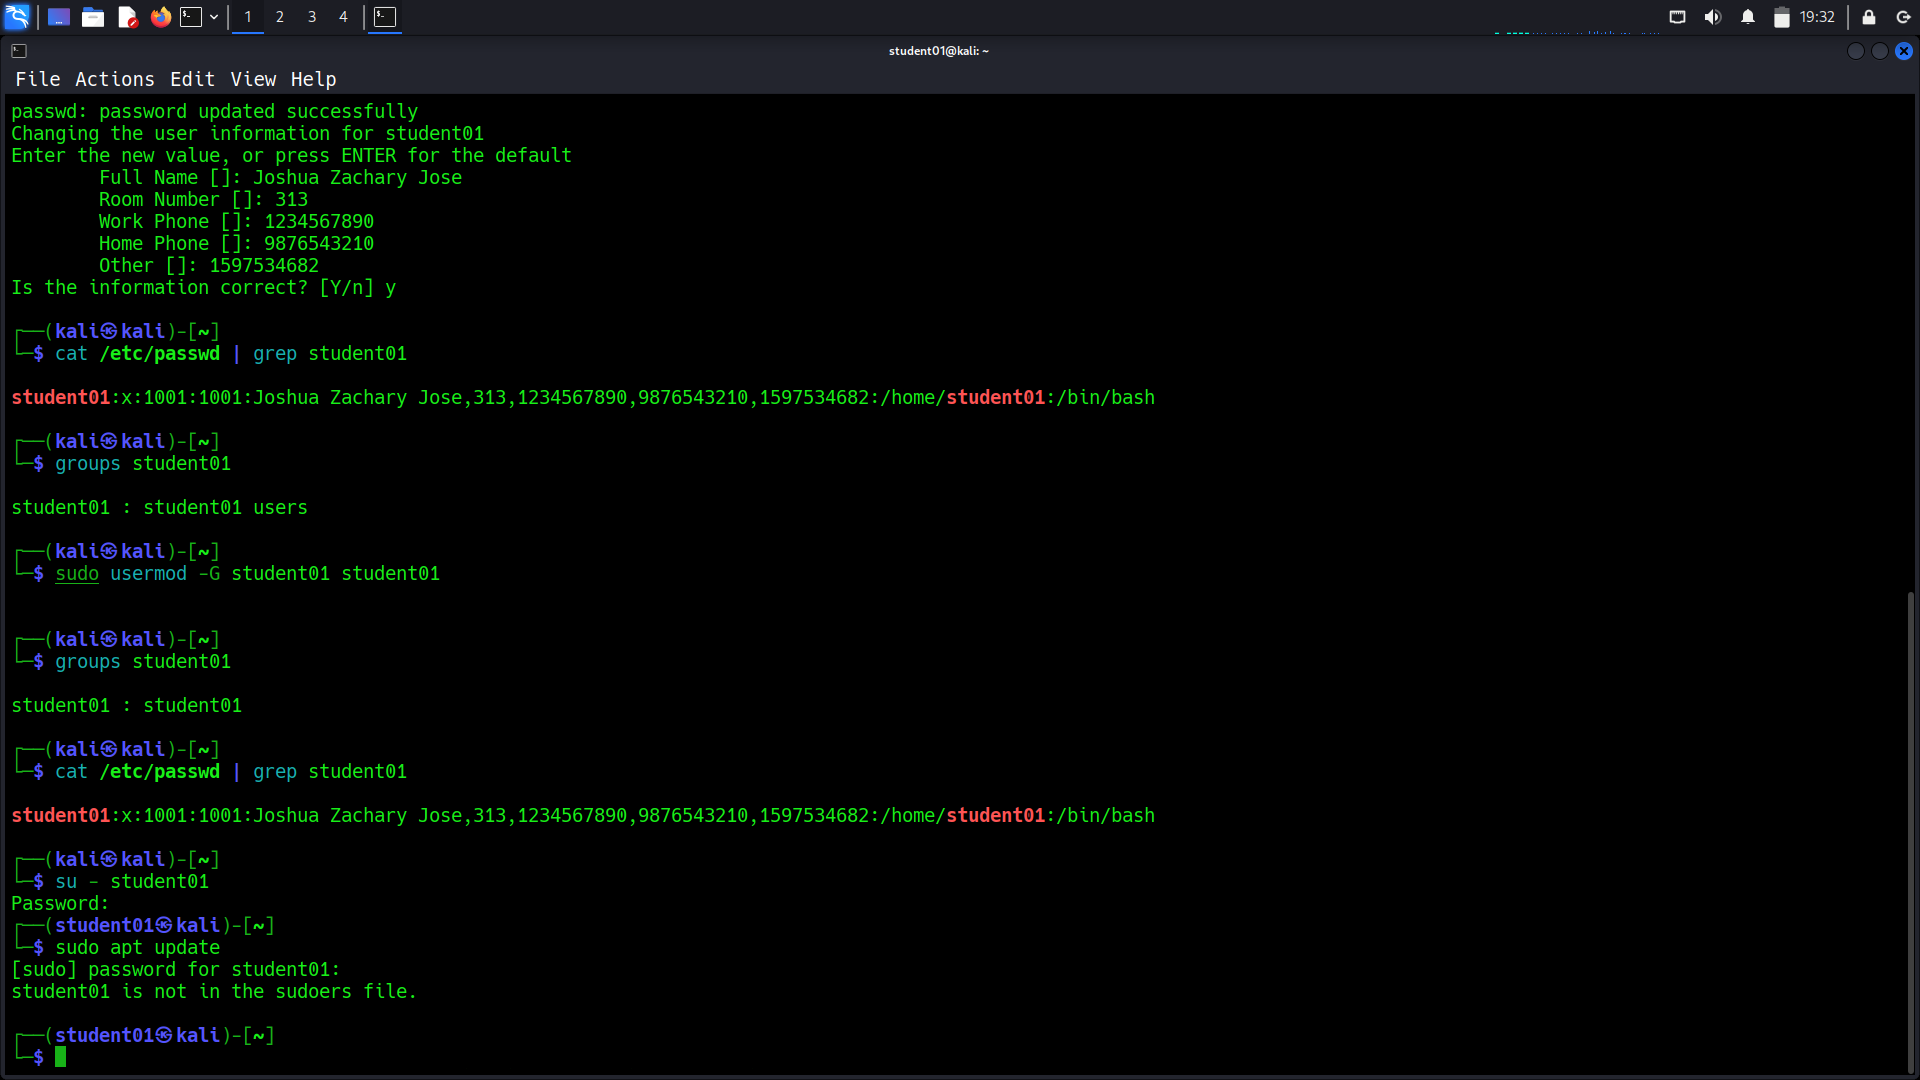 1 2 3 4 19:32
student01@kali: ~
File Actions Edit View Help
passwd: password updated successfully
Changing the user information for student01
Enter the new value, or press ENTER for the default
Full Name []: Joshua Zachary Jose
Room Number []: 313
Work Phone []: 1234567890
Home Phone []: 9876543210
Other []: 1597534682
Is the information correct? [Y/n] y
┌──(kali㉿kali)-[~]
└─$ cat /etc/passwd | grep student01
student01:x:1001:1001:Joshua Zachary Jose,313,1234567890,9876543210,1597534682:/home/student01:/bin/bash
┌──(kali㉿kali)-[~]
└─$ groups student01
student01 : student01 users
┌──(kali㉿kali)-[~]
└─$ sudo usermod -G student01 student01
┌──(kali㉿kali)-[~]
└─$ groups student01
student01 : student01
┌──(kali㉿kali)-[~]
└─$ cat /etc/passwd | grep student01
student01:x:1001:1001:Joshua Zachary Jose,313,1234567890,9876543210,1597534682:/home/student01:/bin/bash
┌──(kali㉿kali)-[~]
└─$ su - student01
Password:
┌──(student01㉿kali)-[~]
└─$ sudo apt update
[sudo] password for student01:
student01 is not in the sudoers file.
┌──(student01㉿kali)-[~]
└─$